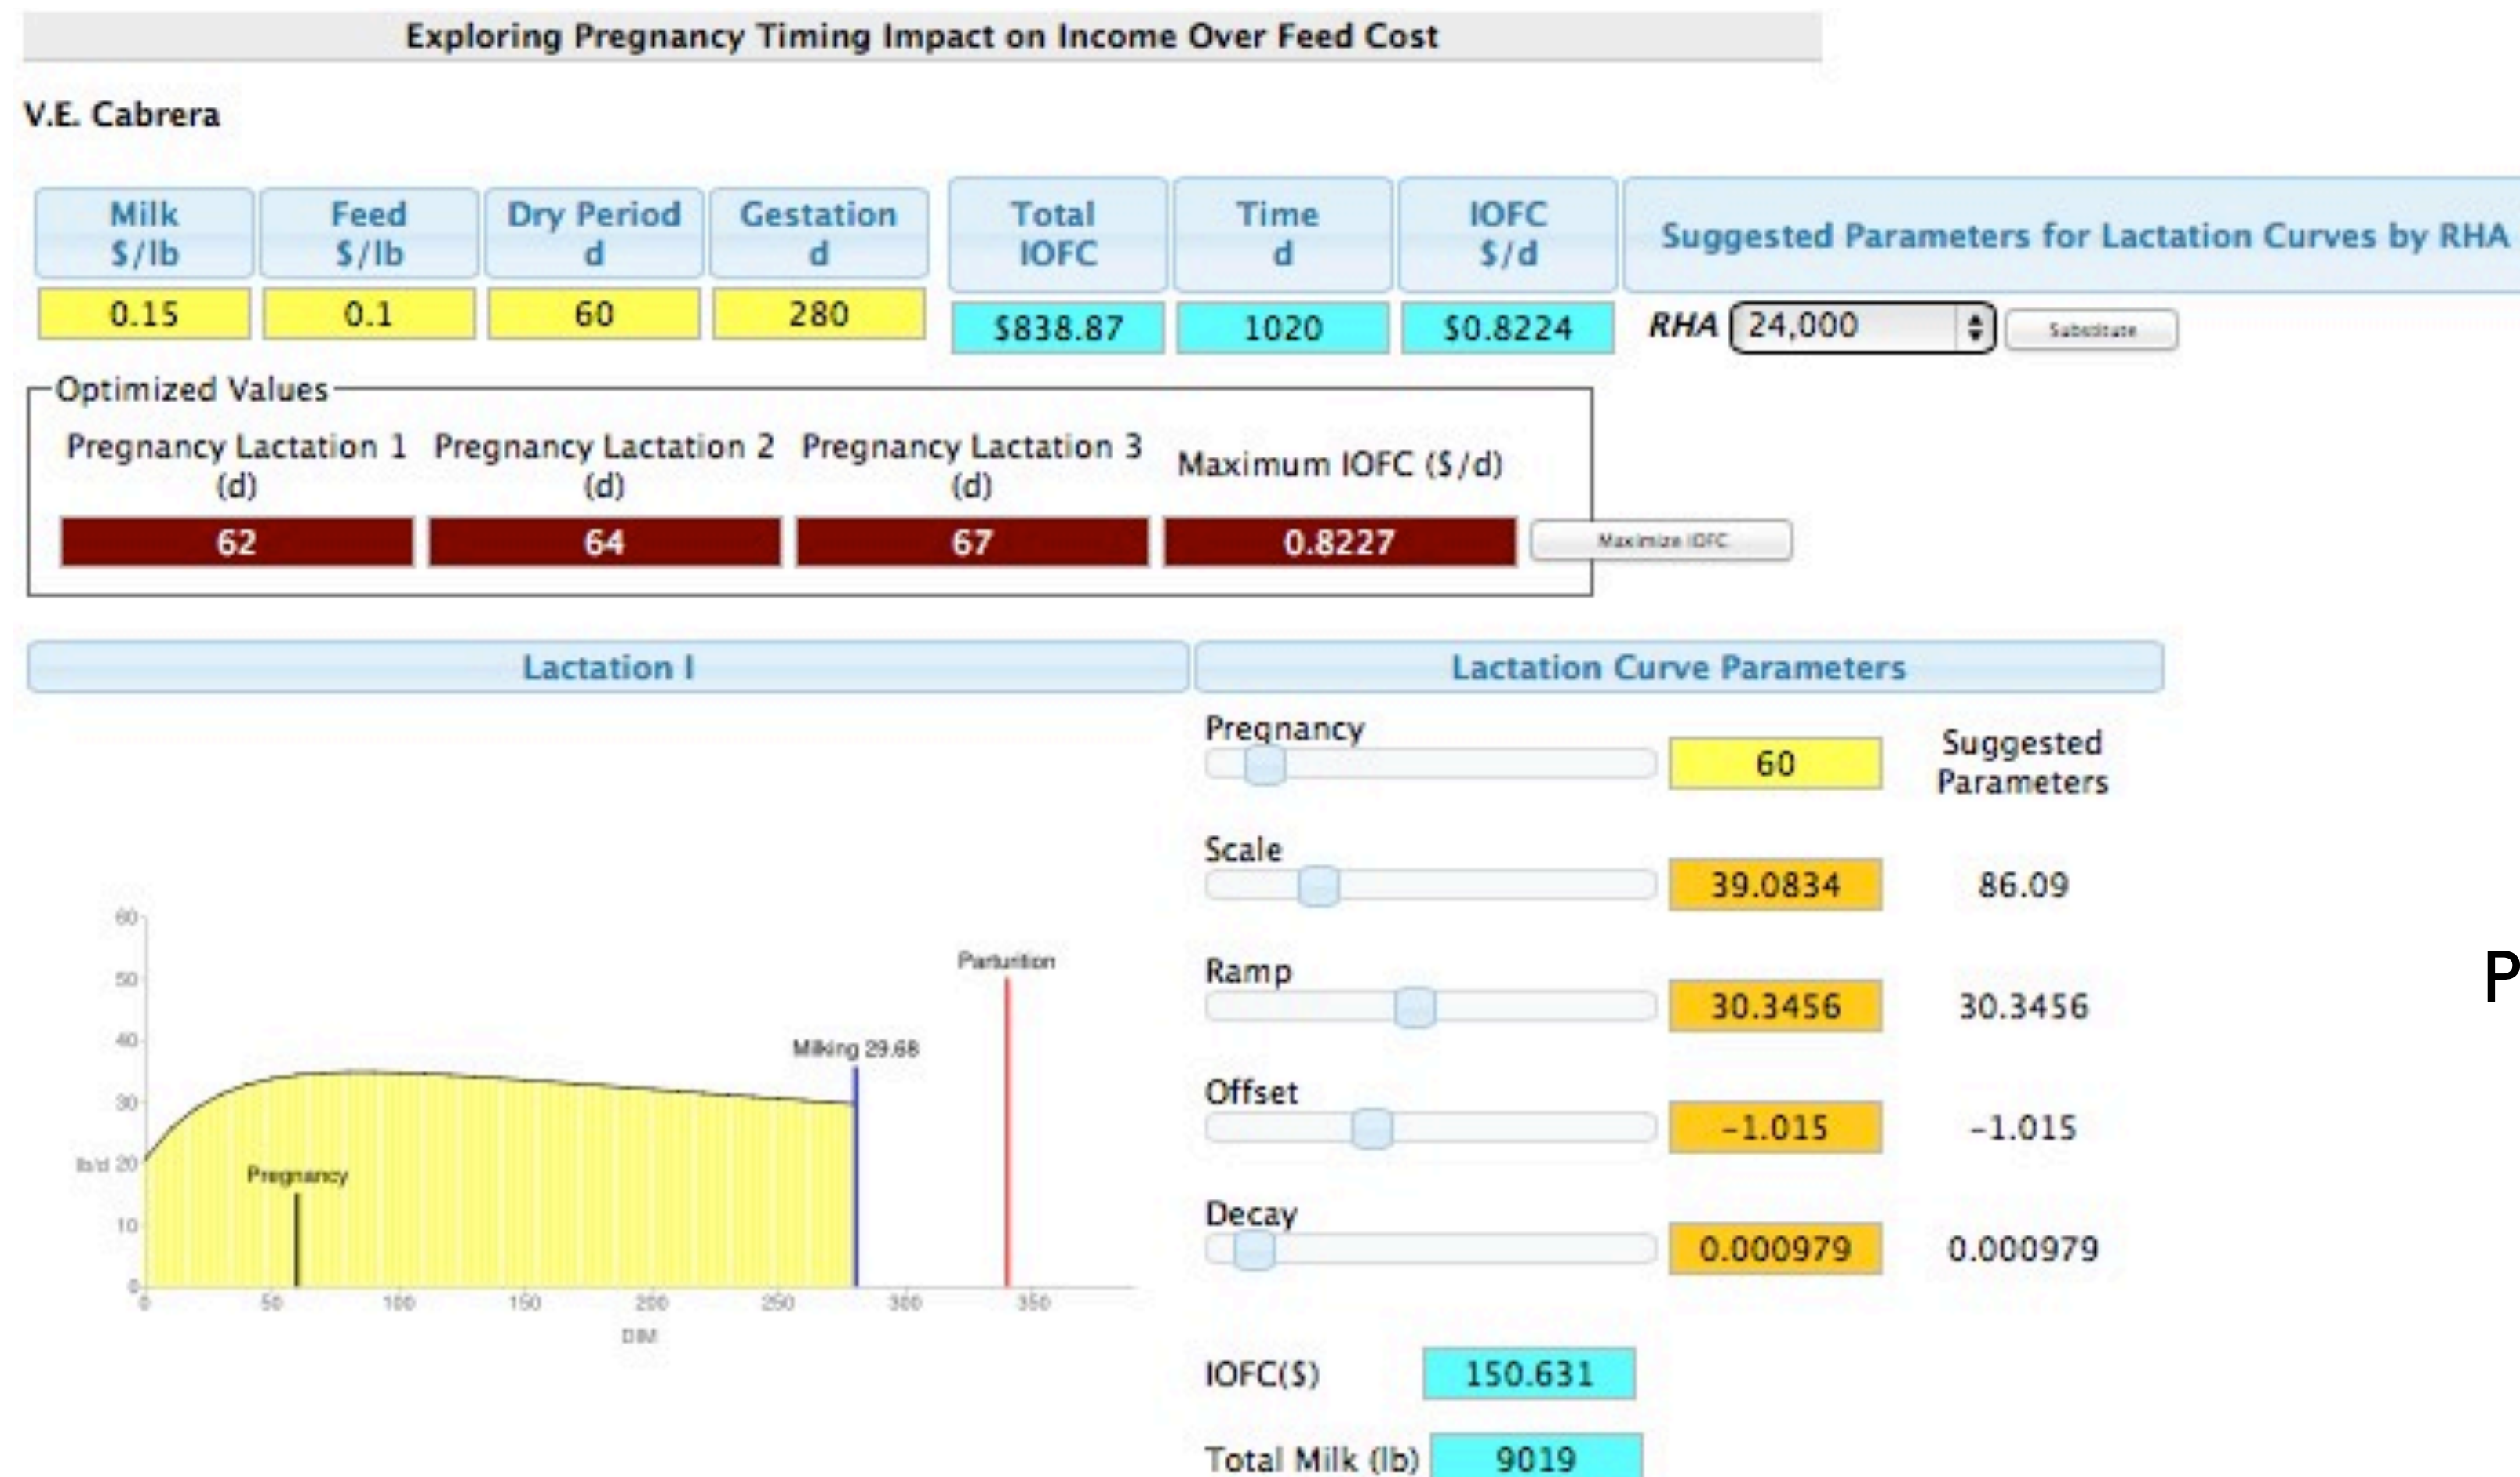 Exploring Pregnancy Timing Impact on Income Over Feed Cost
V.E. Cabrera
Milk $/lb
Feed $/lb
Dry Period d
Gestation d
Total IOFC
Time d
IOFC $/d
Suggested Parameters for Lactation Curves by RHA
0.15
0.1
60
280
$838.87
1020
$0.8224
RHA 24,000
Substitute
Optimized Values
Pregnancy Lactation 1 (d)
Pregnancy Lactation 2 (d)
Pregnancy Lactation 3 (d)
Maximum IOFC ($/d)
62
64
67
0.8227
Maximize IOFC
Lactation I
Lactation Curve Parameters
Pregnancy
60
Suggested
Parameters
Scale
39.0834
86.09
Ramp
30.3456
30.3456
Offset
-1.015
-1.015
Decay
0.000979
0.000979
IOFC($)
150.631
Total Milk (lb)
9019
60
50
40
30
lb/d 20
10
0
Pregnancy
Milking 29.68
Parturition
0 50 100 150 200 250 300 350
DIM
P